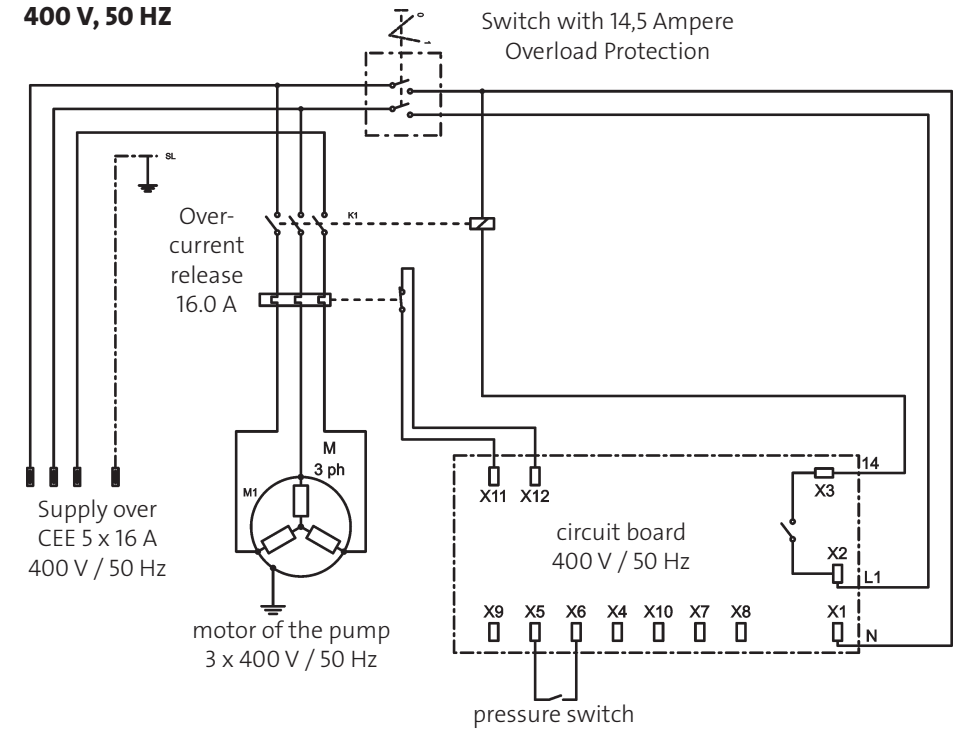 400 V, 50 HZ
Switch with 14,5 Ampere
Overload Protection
0
SL
K1
Over-
current
release
16.0 A
M
3 ph
M1
Supply over
CEE 5 x 16 A
400 V / 50 Hz
motor of the pump
3 x 400 V / 50 Hz
X11 X12
14
X3
circuit board
400 V / 50 Hz
X2
L1
X9 X5 X6 X4 X10 X7 X8 X1
N
pressure switch